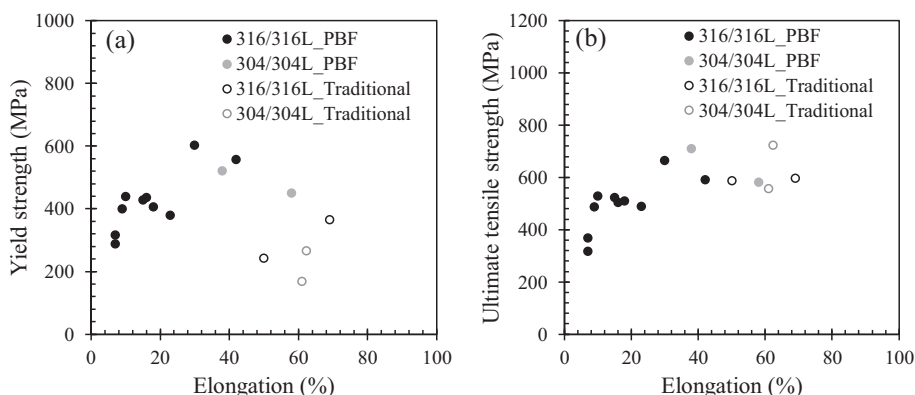 (a)
316/316L_PBF
304/304L_PBF
316/316L_Traditional
304/304L_Traditional
Yield strength (MPa)
1000
800
600
400
200
0
0 20 40 60 80 100
Elongation (%)
(b)
316/316L_PBF
304/304L_PBF
316/316L_Traditional
304/304L_Traditional
Ultimate tensile strength (MPa)
1200
1000
800
600
400
200
0
0 20 40 60 80 100
Elongation (%)